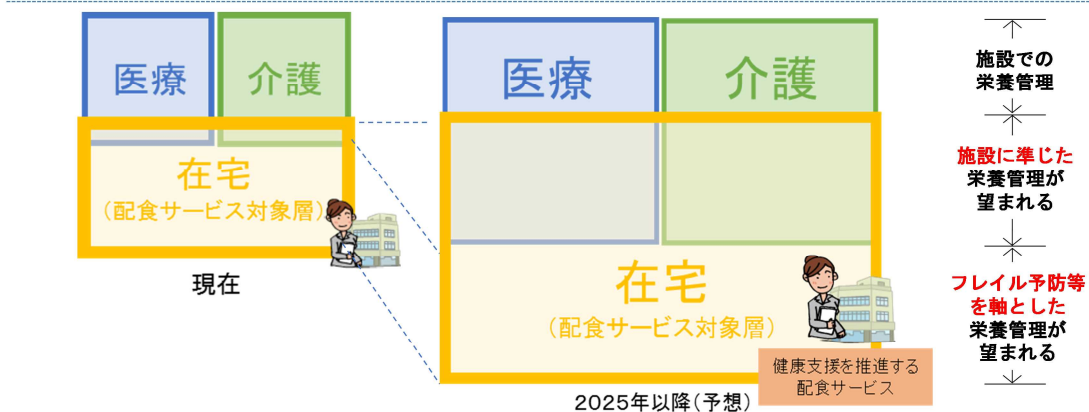 医療
介護
在宅
(配食サービス対象層)
現在
医療
介護
在宅
(配食サービス対象層)
健康支援を推進する
配食サービス
2025年以降(予想)
施設での
栄養管理
施設に準じた
栄養管理が
望まれる
フレイル予防等
を軸とした
栄養管理が
望まれる